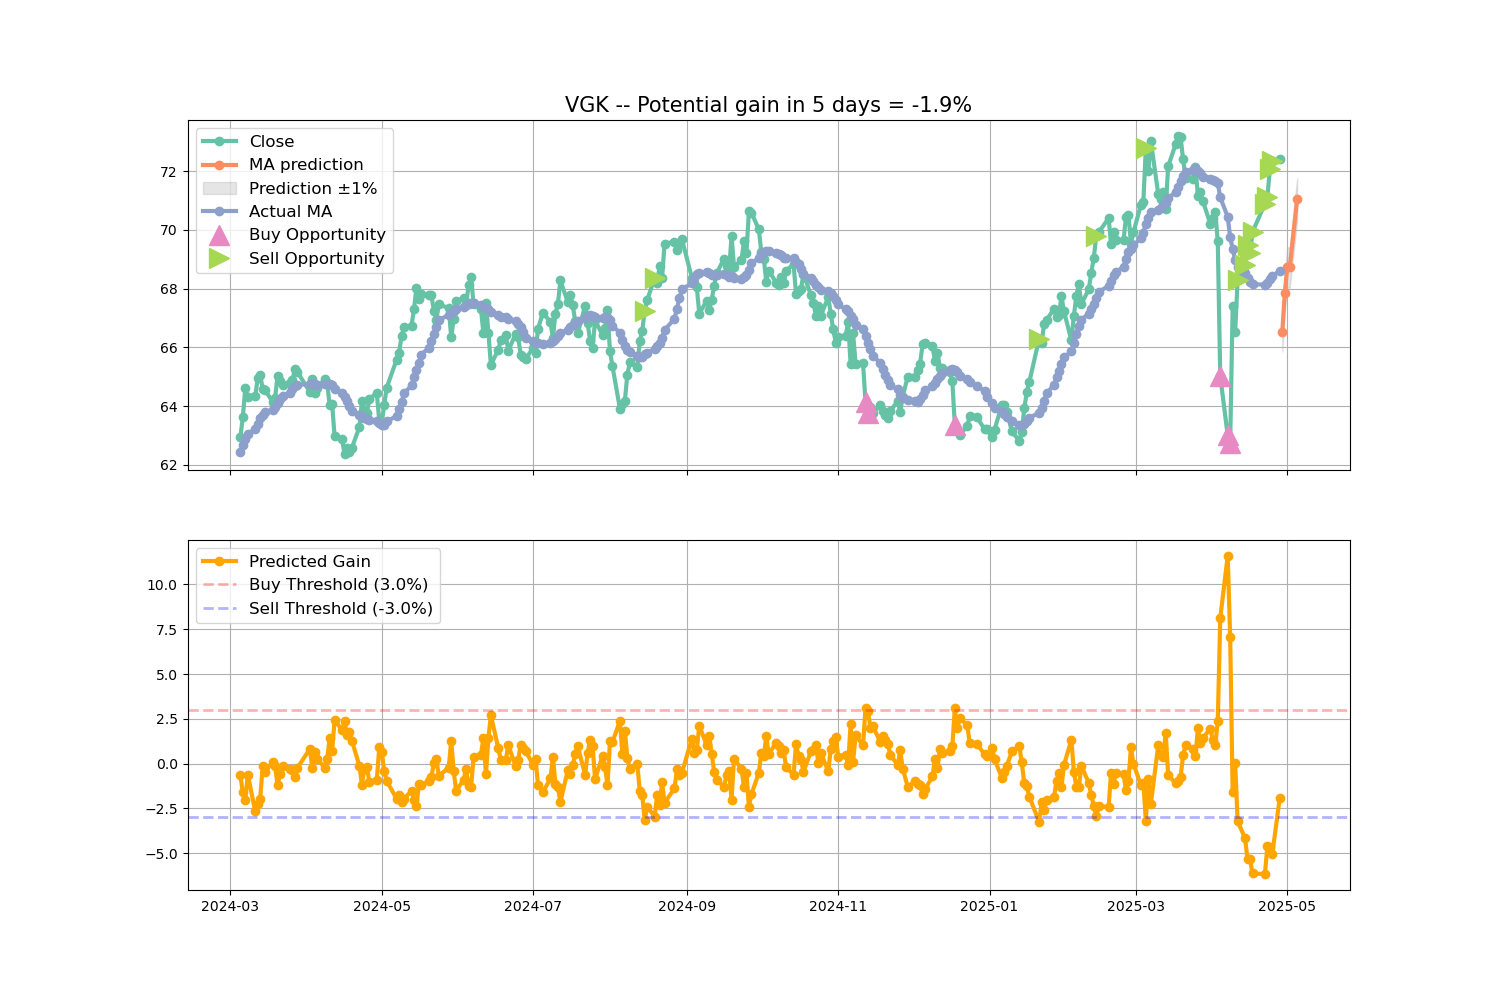 VGK -- Potential gain in 5 days = -1.9%
Close
MA prediction
Prediction ±1%
Actual MA
Buy Opportunity
Sell Opportunity
72
70
68
66
64
62
Predicted Gain
Buy Threshold (3.0%)
Sell Threshold (-3.0%)
10.0
7.5
5.0
2.5
0.0
−2.5
−5.0
2024-03
2024-05
2024-07
2024-09
2024-11
2025-01
2025-03
2025-05